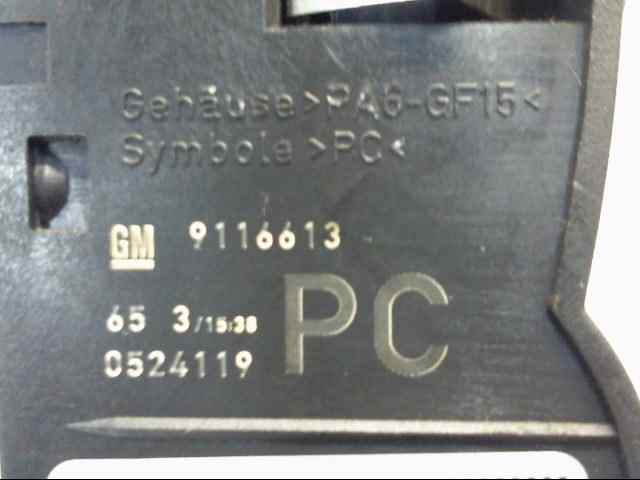 Gehäuse >PA6-GF15<
Symbole >PC<
GM 9116613
65 3/15:38
0524119
PC